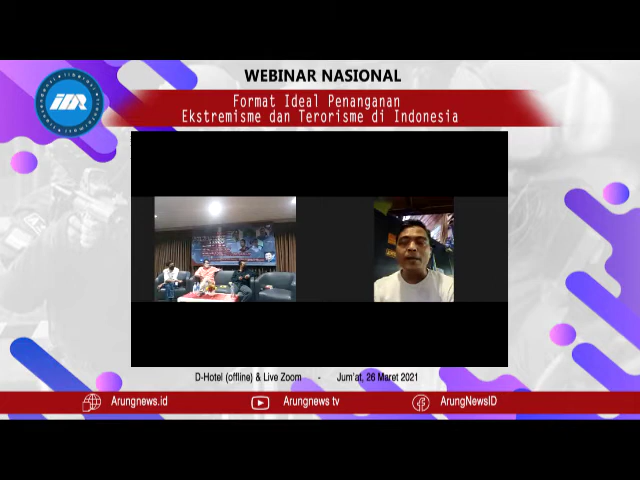 WEBINAR NASIONAL
Format Ideal Penanganan
Ekstremisme dan Terorisme di Indonesia
D-Hotel (offline) & Live Zoom - Jum'at, 26 Maret 2021
Arungnews.id
Arungnews tv
ArungNewsID